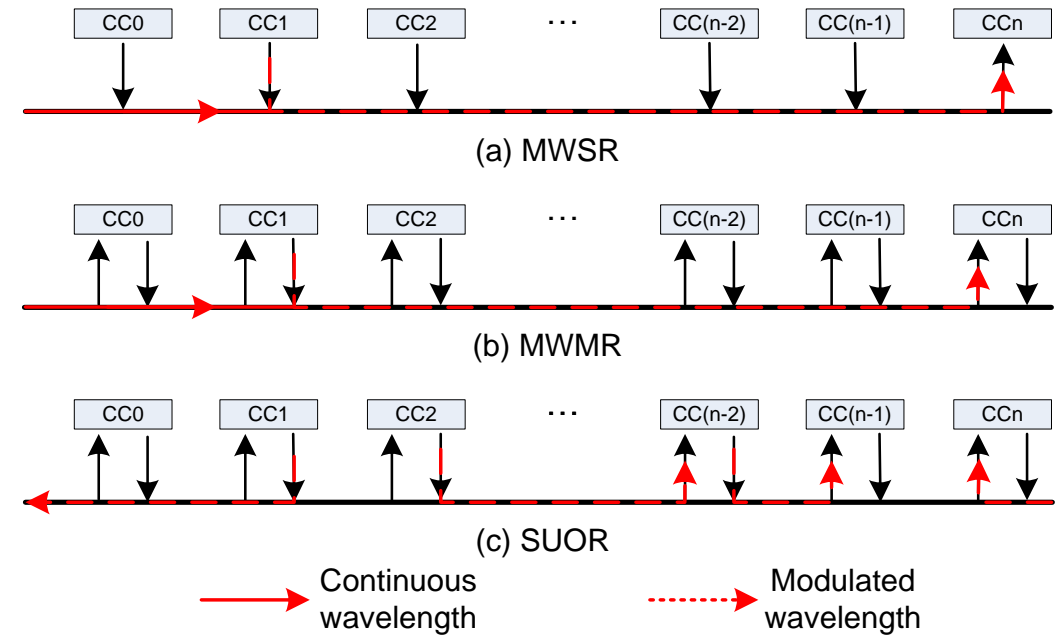 CC0 CC1 CC2 ... CC(n-2) CC(n-1) CCn
(a) MWSR
CC0 CC1 CC2 ... CC(n-2) CC(n-1) CCn
(b) MWMR
CC0 CC1 CC2 ... CC(n-2) CC(n-1) CCn
(c) SUOR
Continuous wavelength
Modulated wavelength